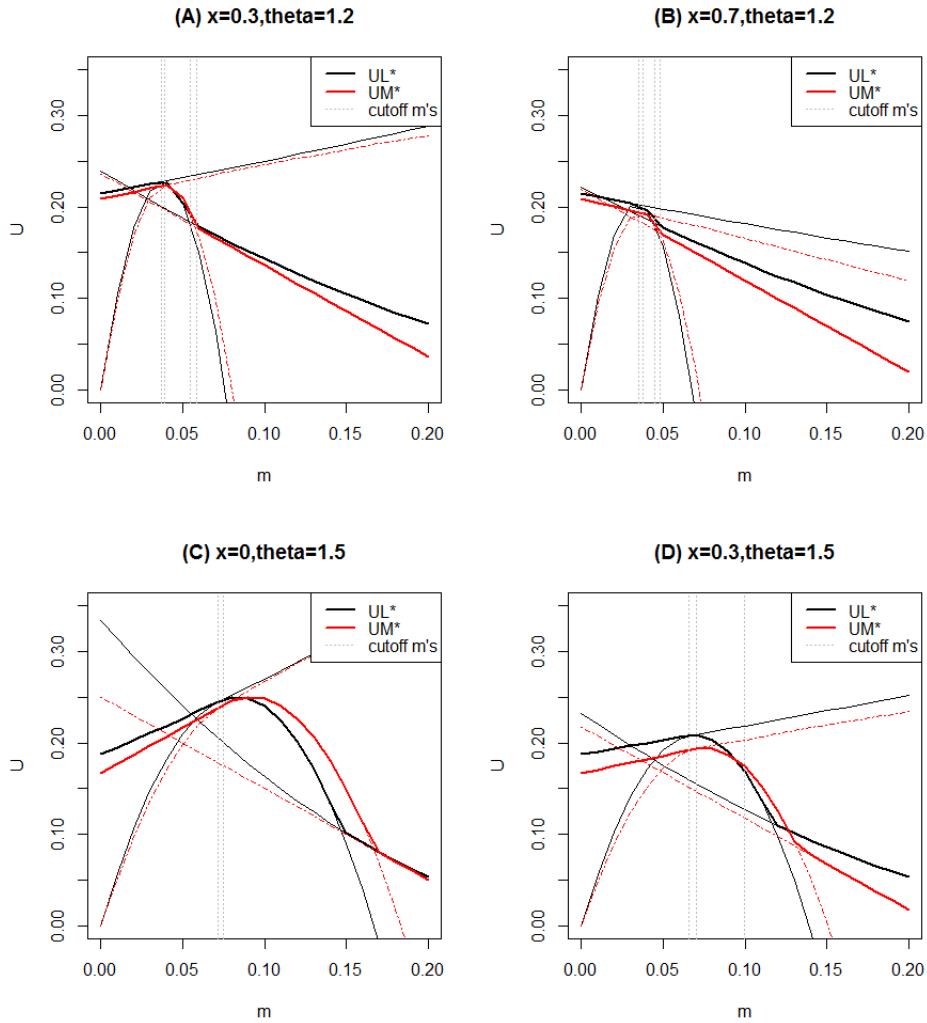 (A) x=0.3,theta=1.2
UL*
UM*
cutoff m's
U
0.00 0.10 0.20 0.30
0.00 0.05 0.10 0.15 0.20
m
(B) x=0.7,theta=1.2
UL*
UM*
cutoff m's
U
0.00 0.10 0.20 0.30
0.00 0.05 0.10 0.15 0.20
m
(C) x=0,theta=1.5
UL*
UM*
cutoff m's
U
0.00 0.10 0.20 0.30
0.00 0.05 0.10 0.15 0.20
m
(D) x=0.3,theta=1.5
UL*
UM*
cutoff m's
U
0.00 0.10 0.20 0.30
0.00 0.05 0.10 0.15 0.20
m